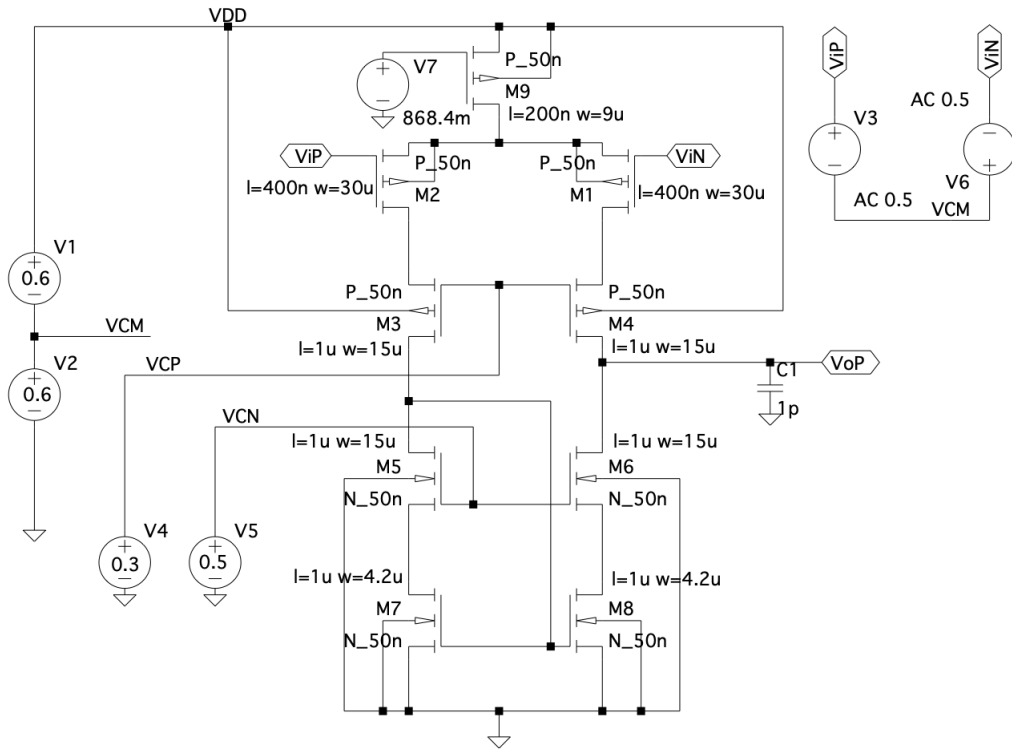 VDD
V7
P_50n
M9
868.4m
l=200n w=9u
ViP
ViN
AC 0.5
V3
V6
AC 0.5
VCM
ViP
P_50n
P_50n
ViN
l=400n w=30u
M2
M1
l=400n w=30u
V1
0.6
P_50n
P_50n
VCM
M3
M4
V2
l=1u w=15u
l=1u w=15u
VCP
VoP
C1
0.6
1p
VCN
l=1u w=15u
l=1u w=15u
M5
M6
N_50n
N_50n
V4
V5
0.3
0.5
l=1u w=4.2u
l=1u w=4.2u
M7
M8
N_50n
N_50n